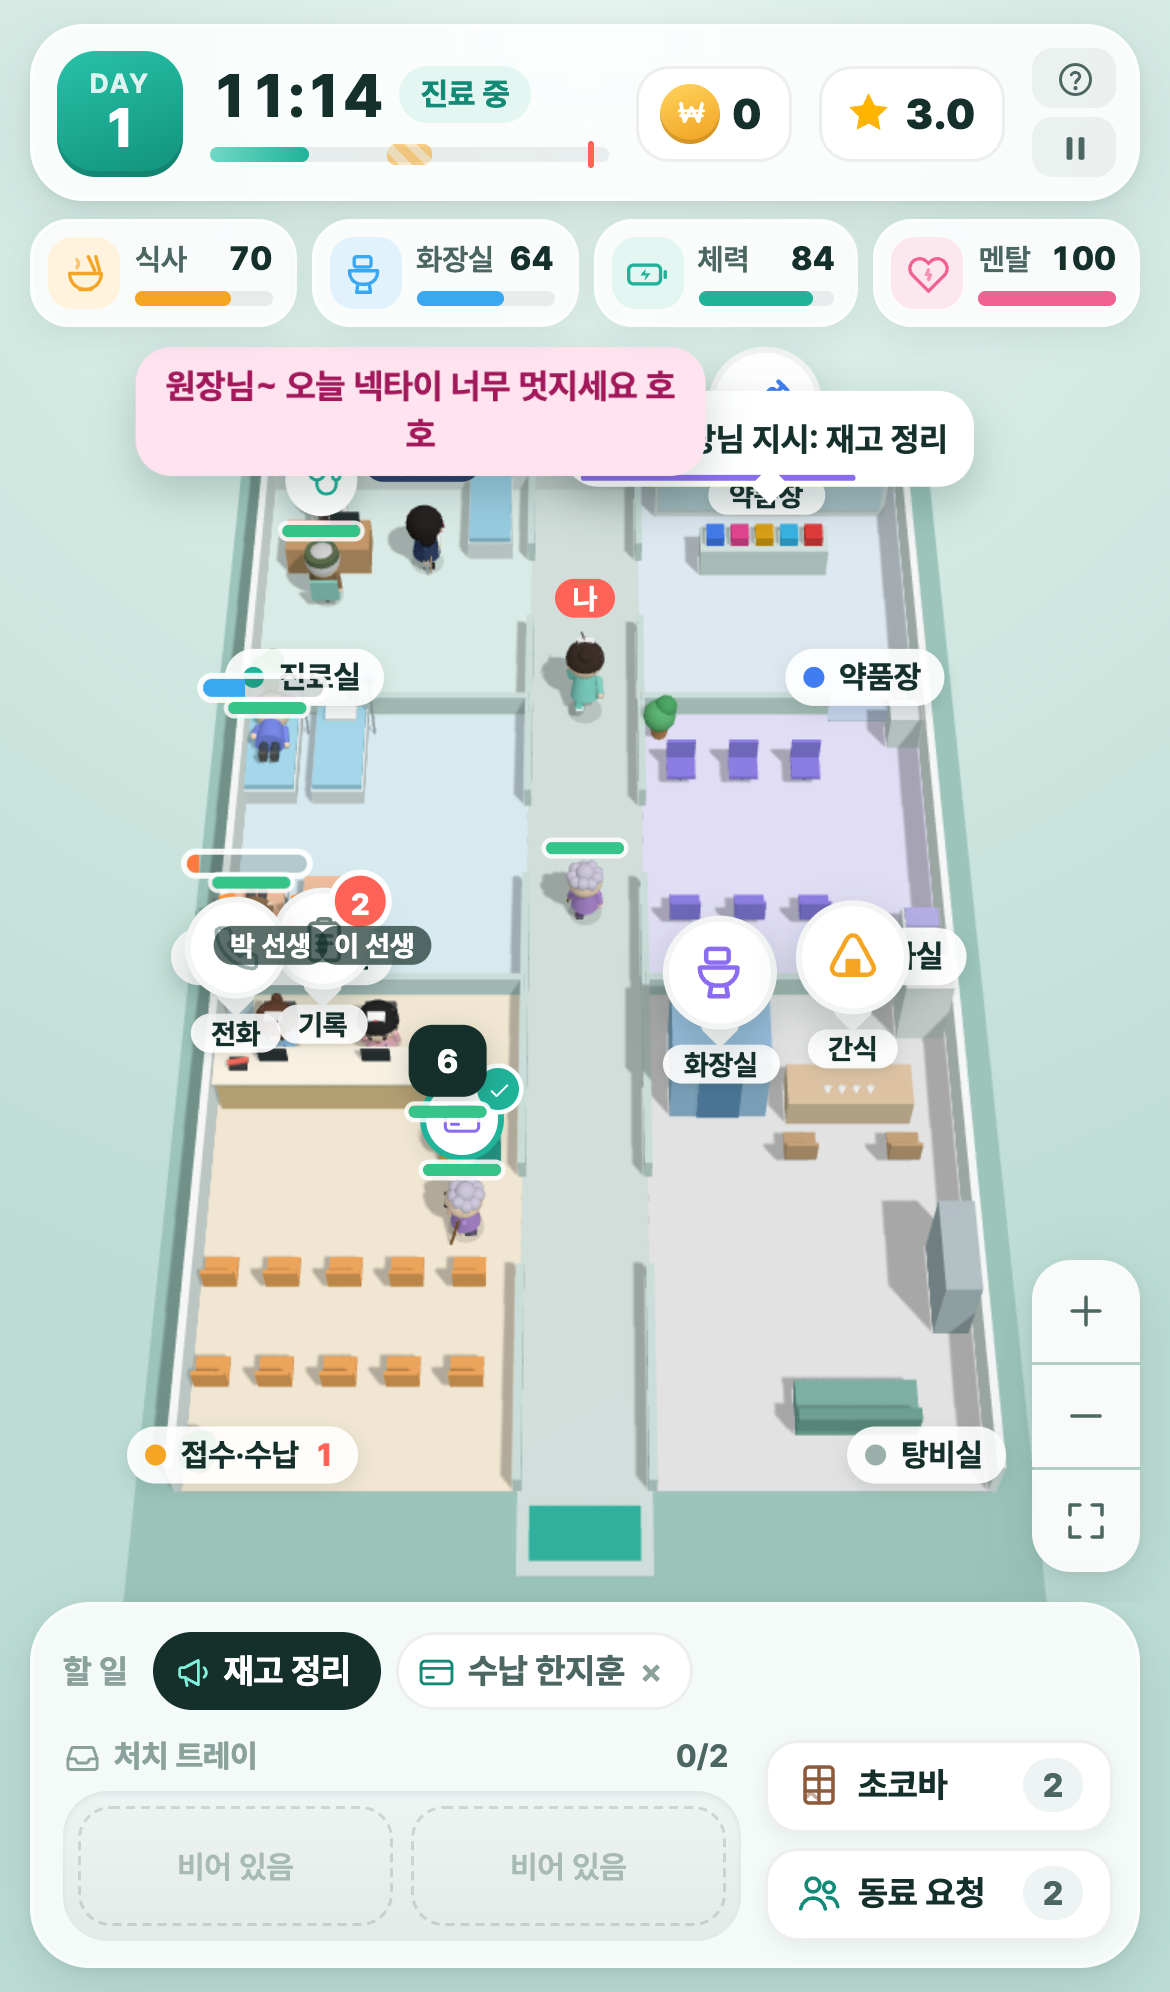 DAY
1
11:14
진료 중
0
3.0
식사 70
화장실 64
체력 84
멘탈 100
원장님~ 오늘 넥타이 너무 멋지세요 호
호
지시: 재고 정리
약품장
나
진료실
약품장
2
박 선생
이 선생
전화
기록
6
화장실
간식
접수·수납 1
탕비실
할 일
재고 정리
수납 한지훈 ×
처치 트레이
0/2
비어 있음
비어 있음
초코바 2
동료 요청 2